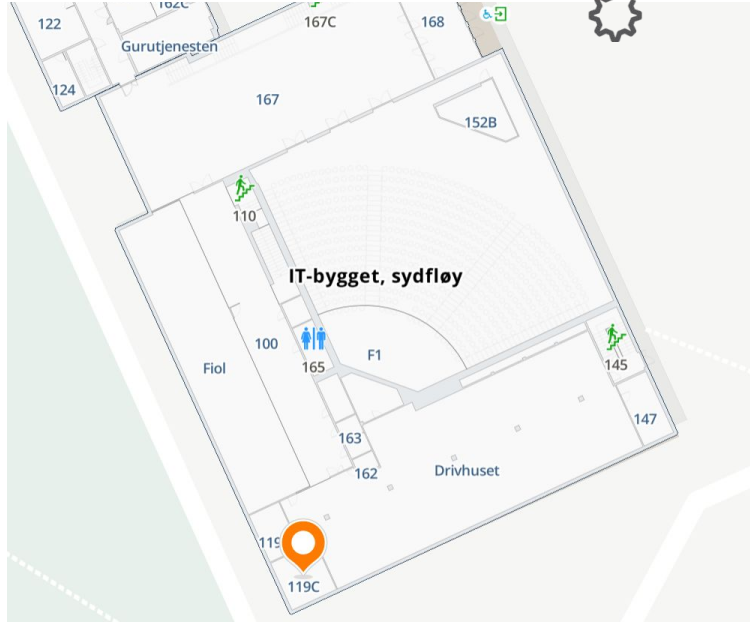 162C
122
167C
168
Gurutjenesten
124
167
152B
110
IT-bygget, sydfløy
100
F1
Fiol
165
145
147
163
162
Drivhuset
119C